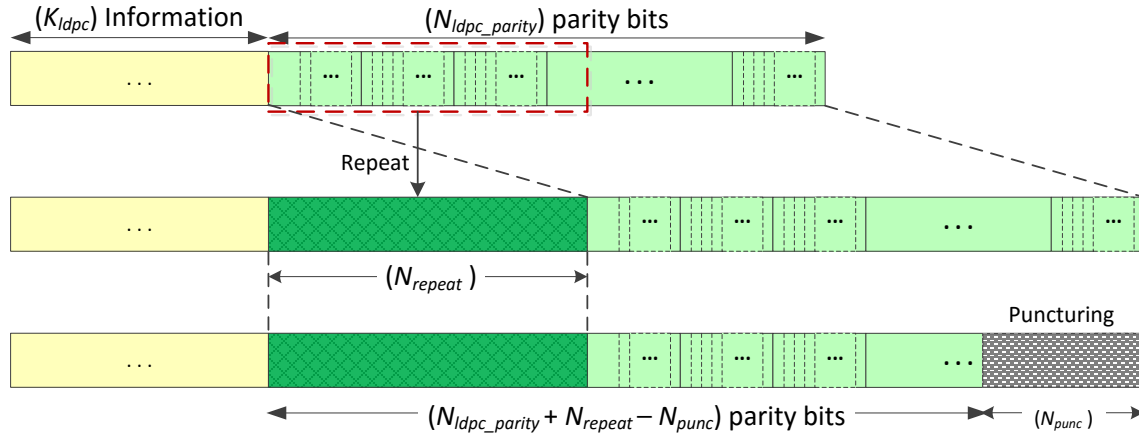 (K_ldpc) Information (N_ldpc_parity) parity bits
... ... ... ... ... ...
Repeat
... ... ... ... ... ...
(N_repeat )
Puncturing
... ... ... ... ...
(N_ldpc_parity + N_repeat – N_punc) parity bits (N_punc )